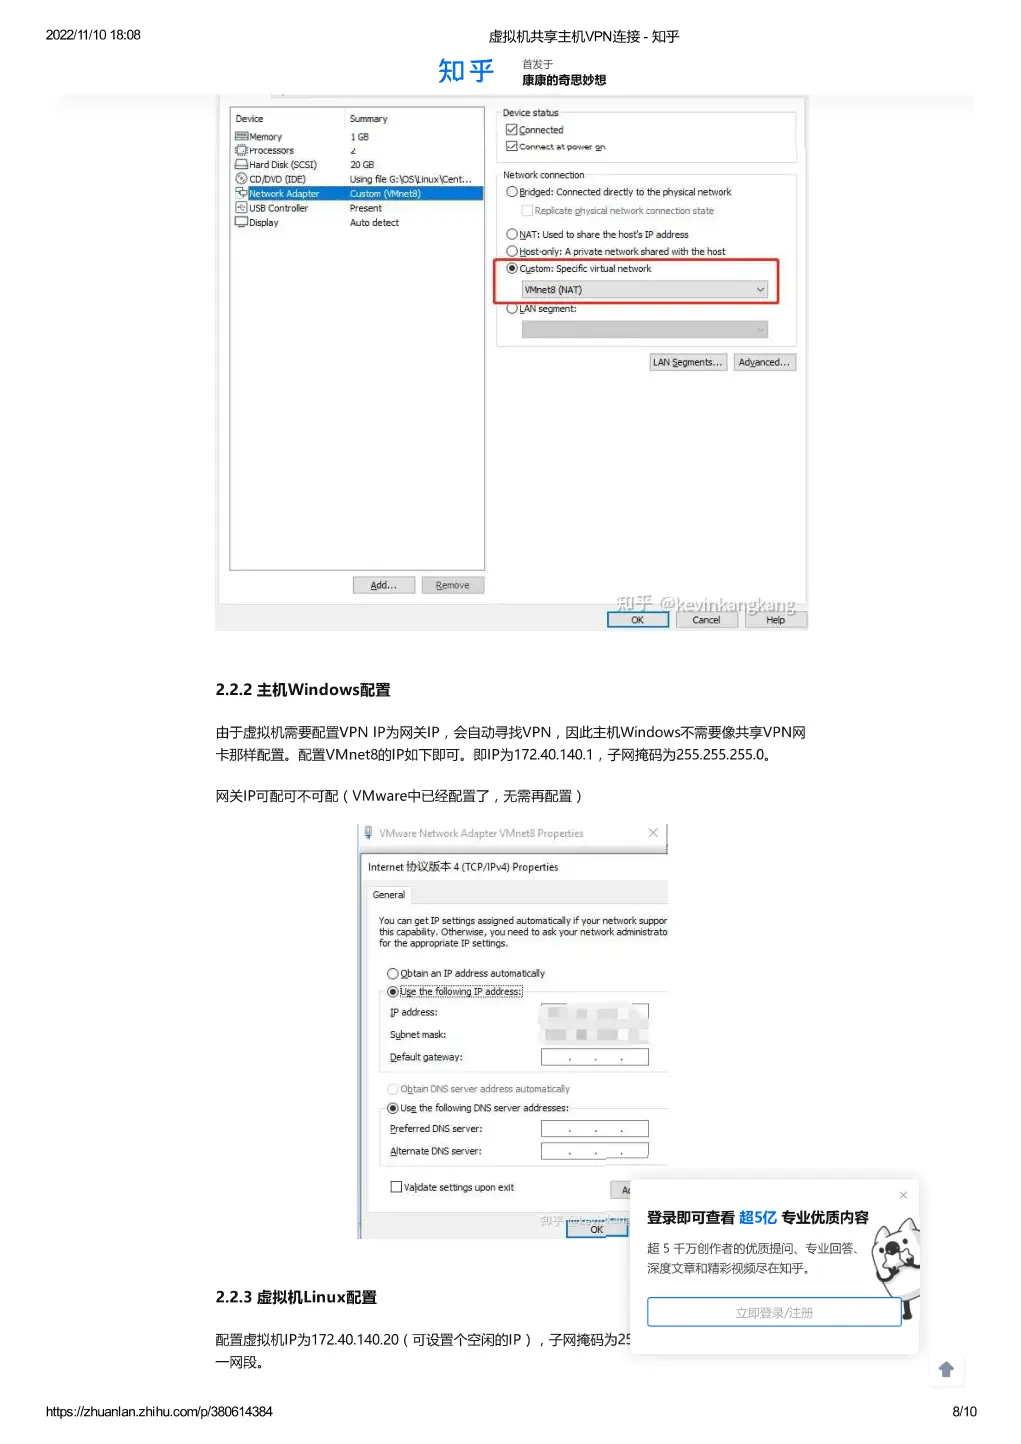 2022/11/10 18:08
虚拟机共享主机VPN连接 - 知乎
知乎
首发于
康康的奇思妙想
Device Summary
Memory 1 GB
Processors 2
Hard Disk (SCSI) 20 GB
CD/DVD (IDE) Using file G:\OS\Linux\Cent...
Network Adapter Custom (VMnet8)
USB Controller Present
Display Auto detect
Add... Remove
Device status
Connected
Connect at power on
Network connection
Bridged: Connected directly to the physical network
Replicate physical network connection state
NAT: Used to share the host's IP address
Host-only: A private network shared with the host
Custom: Specific virtual network
VMnet8 (NAT)
LAN segment:
LAN Segments... Advanced...
知乎 @kevinkangkang
OK Cancel Help
2.2.2 主机Windows配置
由于虚拟机需要配置VPN IP为网关IP，会自动寻找VPN，因此主机Windows不需要像共享VPN网
卡那样配置。配置VMnet8的IP如下即可。即IP为172.40.140.1，子网掩码为255.255.255.0。
网关IP可配可不可配（VMware中已经配置了，无需再配置）
VMware Network Adapter VMnet8 Properties
Internet 协议版本 4 (TCP/IPv4) Properties
General
You can get IP settings assigned automatically if your network suppor
this capability. Otherwise, you need to ask your network administrato
for the appropriate IP settings.
Obtain an IP address automatically
Use the following IP address:
IP address:
Subnet mask:
Default gateway: . . .
Obtain DNS server address automatically
Use the following DNS server addresses:
Preferred DNS server: . . .
Alternate DNS server: . . .
Validate settings upon exit
知乎 @kevinkang
OK
登录即可查看 超5亿 专业优质内容
超 5 千万创作者的优质提问、专业回答、
深度文章和精彩视频尽在知乎。
立即登录/注册
2.2.3 虚拟机Linux配置
配置虚拟机IP为172.40.140.20（可设置个空闲的IP），子网掩码为25
一网段。
https://zhuanlan.zhihu.com/p/380614384
8/10